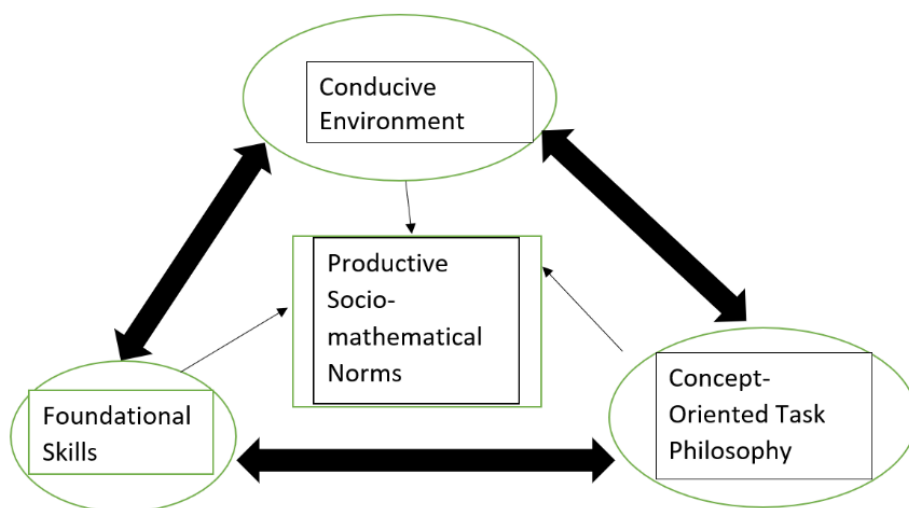 Conducive
Environment
Productive
Socio-
mathematical
Norms
Foundational
Skills
Concept-
Oriented Task
Philosophy